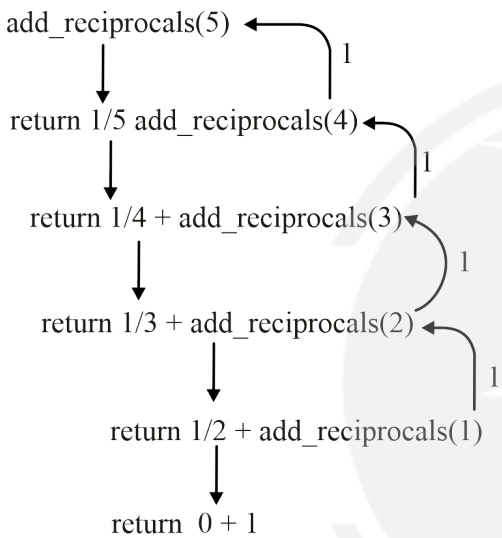 add_reciprocals(5)
1
return 1/5 add_reciprocals(4)
1
return 1/4 + add_reciprocals(3)
1
return 1/3 + add_reciprocals(2)
1
return 1/2 + add_reciprocals(1)
return 0 + 1